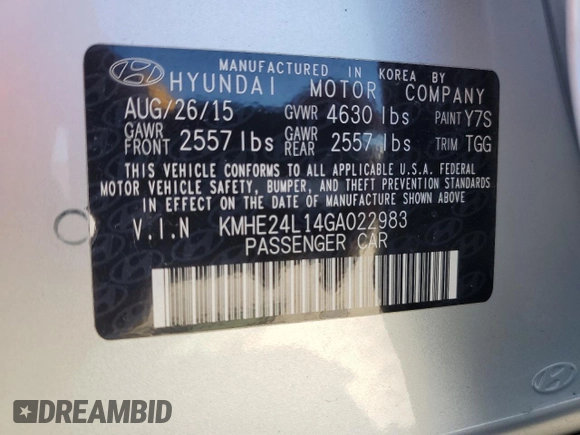 MANUFACTURED IN KOREA BY
HYUNDAI MOTOR COMPANY
AUG/26/15 GVWR 4630 lbs PAINT Y7S
GAWR FRONT 2557 lbs GAWR REAR 2557 lbs TRIM TGG
THIS VEHICLE CONFORMS TO ALL APPLICABLE U.S.A. FEDERAL
MOTOR VEHICLE SAFETY, BUMPER, AND THEFT PREVENTION STANDARDS
IN EFFECT ON THE DATE OF MANUFACTURE SHOWN ABOVE.
V.I.N KMHE24L14GA022983
PASSENGER CAR
DREAMBID